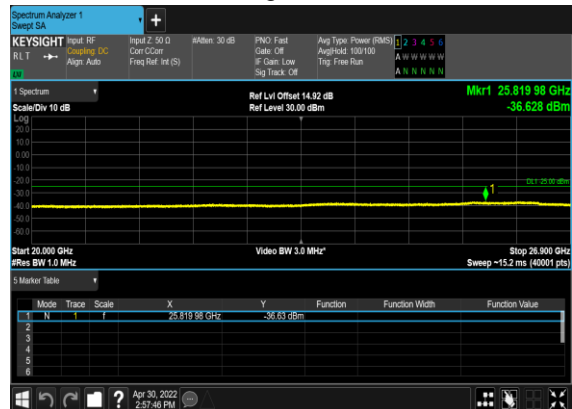 Spectrum Analyzer 1
Swept SA
+
KEYSIGHT Input: RF Input Z: 50 Ω #Atten: 30 dB PNO: Fast Avg Type: Power (RMS) 1 2 3 4 5 6
RLT Coupling: DC Corr CCorr Gate: Off Avg|Hold: 100/100 A W W W W W
Align: Auto Freq Ref: Int (S) IF Gain: Low Trig: Free Run
LW Sig Track: Off A N N N N N
1 Spectrum Ref Lvl Offset 14.92 dB Mkr1 25.819 98 GHz
Scale/Div 10 dB Ref Level 30.00 dBm -36.628 dBm
Log
20.0
10.0
0.00
-10.0
-20.0
DL1 -25.00 dBm
-30.0
1
-40.0
-50.0
-60.0
Start 20.000 GHz Video BW 3.0 MHz* Stop 26.900 GHz
#Res BW 1.0 MHz Sweep ~15.2 ms (40001 pts)
5 Marker Table
Mode Trace Scale X Y Function Function Width Function Value
1 N 1 f 25.819 98 GHz -36.63 dBm
2
3
4
5
6
? Apr 30, 2022
2:57:46 PM